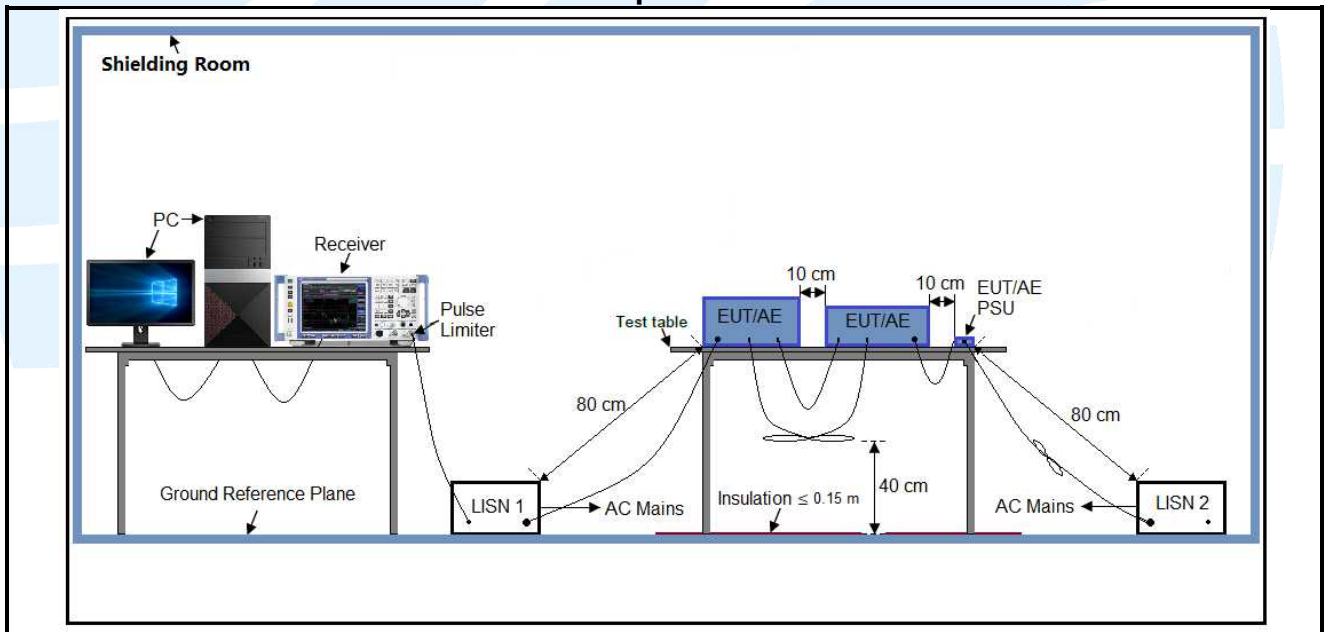 Shielding Room
PC
Receiver
Pulse
Limiter
Test table
10 cm
10 cm
EUT/AE
PSU
EUT/AE
EUT/AE
80 cm
80 cm
40 cm
Ground Reference Plane
LISN 1
AC Mains
Insulation ≤ 0.15 m
AC Mains
LISN 2